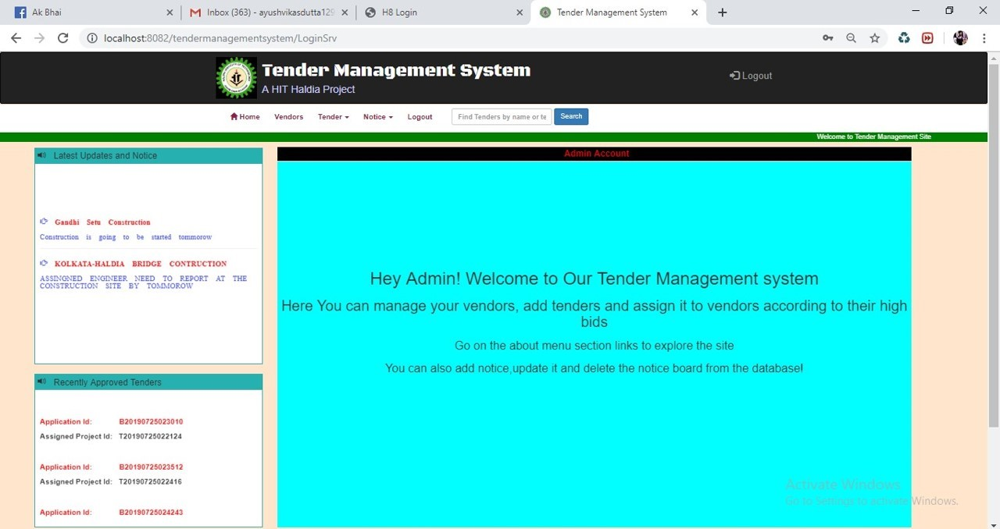 Ak Bhai
Inbox (363) - ayushvikasdutta129
H8 Login
Tender Management System
localhost:8082/tendermanagementsystem/LoginSrv
Tender Management System
A HIT Haldia Project
Logout
Home Vendors Tender Notice Logout Find Tenders by name or te Search
Welcome to Tender Management Site
Latest Updates and Notice
Gandhi Setu Construction
Construction is going to be started tommorow
KOLKATA-HALDIA BRIDGE CONTRUCTION
ASSINGNED ENGINEER NEED TO REPORT AT THE
CONSTRUCTION SITE BY TOMMOROW
Recently Approved Tenders
Application Id: B20190725023010
Assigned Project Id: T20190725022124
Application Id: B20190725023512
Assigned Project Id: T20190725022416
Application Id: B20190725024243
Admin Account
Hey Admin! Welcome to Our Tender Management system
Here You can manage your vendors, add tenders and assign it to vendors according to their high
bids
Go on the about menu section links to explore the site
You can also add notice,update it and delete the notice board from the database!
Activate Windows
Go to Settings to activate Windows.